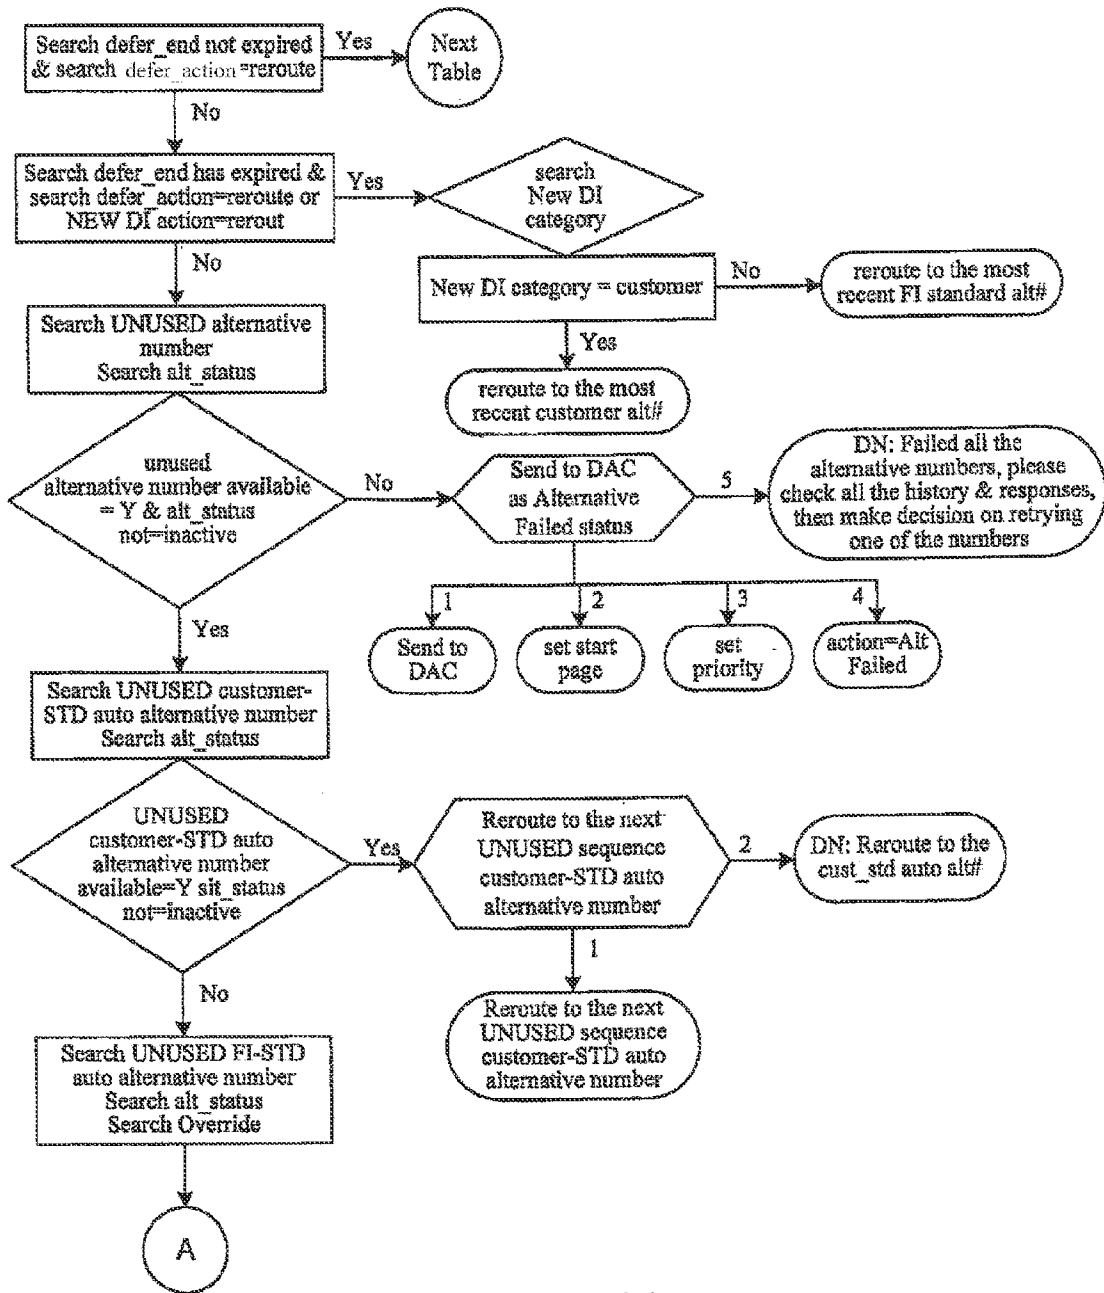 Search defer_end not expired
& search defer_action=reroute
Yes
Next
Table
No
Search defer_end has expired &
search defer_action=reroute or
NEW DI action=rerout
Yes
search
New DI
category
No
New DI category = customer
No
reroute to the most
recent FI standard alt#
Yes
reroute to the most
recent customer alt#
Search UNUSED alternative
number
Search alt_status
unused
alternative number available
= Y & alt_status
not=inactive
No
Send to DAC
as Alternative
Failed status
5
DN: Failed all the
alternative numbers, please
check all the history & responses,
then make decision on retrying
one of the numbers
1
2
3
4
Send to
DAC
set start
page
set
priority
action=Alt
Failed
Yes
Search UNUSED customer-
STD auto alternative number
Search alt_status
UNUSED
customer-STD auto
alternative number
available=Y slt_status
not=inactive
Yes
Reroute to the next
UNUSED sequence
customer-STD auto
alternative number
2
DN: Reroute to the
cust_std auto alt#
1
Reroute to the next
UNUSED sequence
customer-STD auto
alternative number
No
Search UNUSED FI-STD
auto alternative number
Search alt_status
Search Override
A